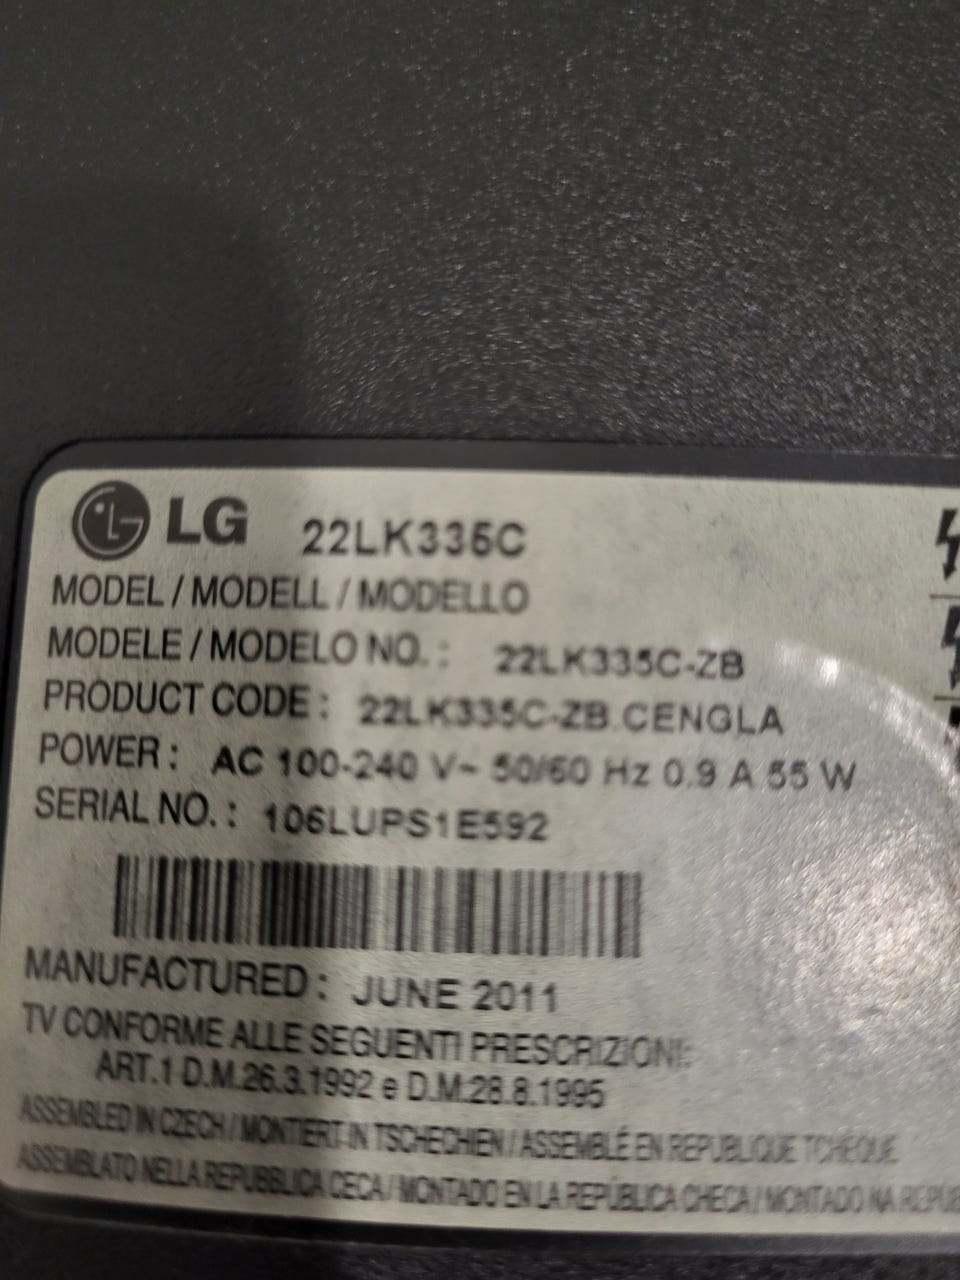 LG 22LK335C
MODEL / MODELL / MODELLO
MODELE / MODELO NO. : 22LK335C-ZB
PRODUCT CODE : 22LK335C-ZB.CENGLA
POWER : AC 100-240 V~ 50/60 Hz 0.9 A 55 W
SERIAL NO. : 106LUPS1E592
MANUFACTURED : JUNE 2011
TV CONFORME ALLE SEGUENTI PRESCRIZIONI:
ART.1 D.M.26.3.1992 e D.M.28.8.1995
ASSEMBLED IN CZECH / MONTIERT IN TSCHECHIEN / ASSEMBLÉ EN REPUBLIQUE TCHEQUE
ASSEMBLATO NELLA REPUBBLICA CECA / MONTADO EN LA REPÚBLICA CHECA / MONTADO NA